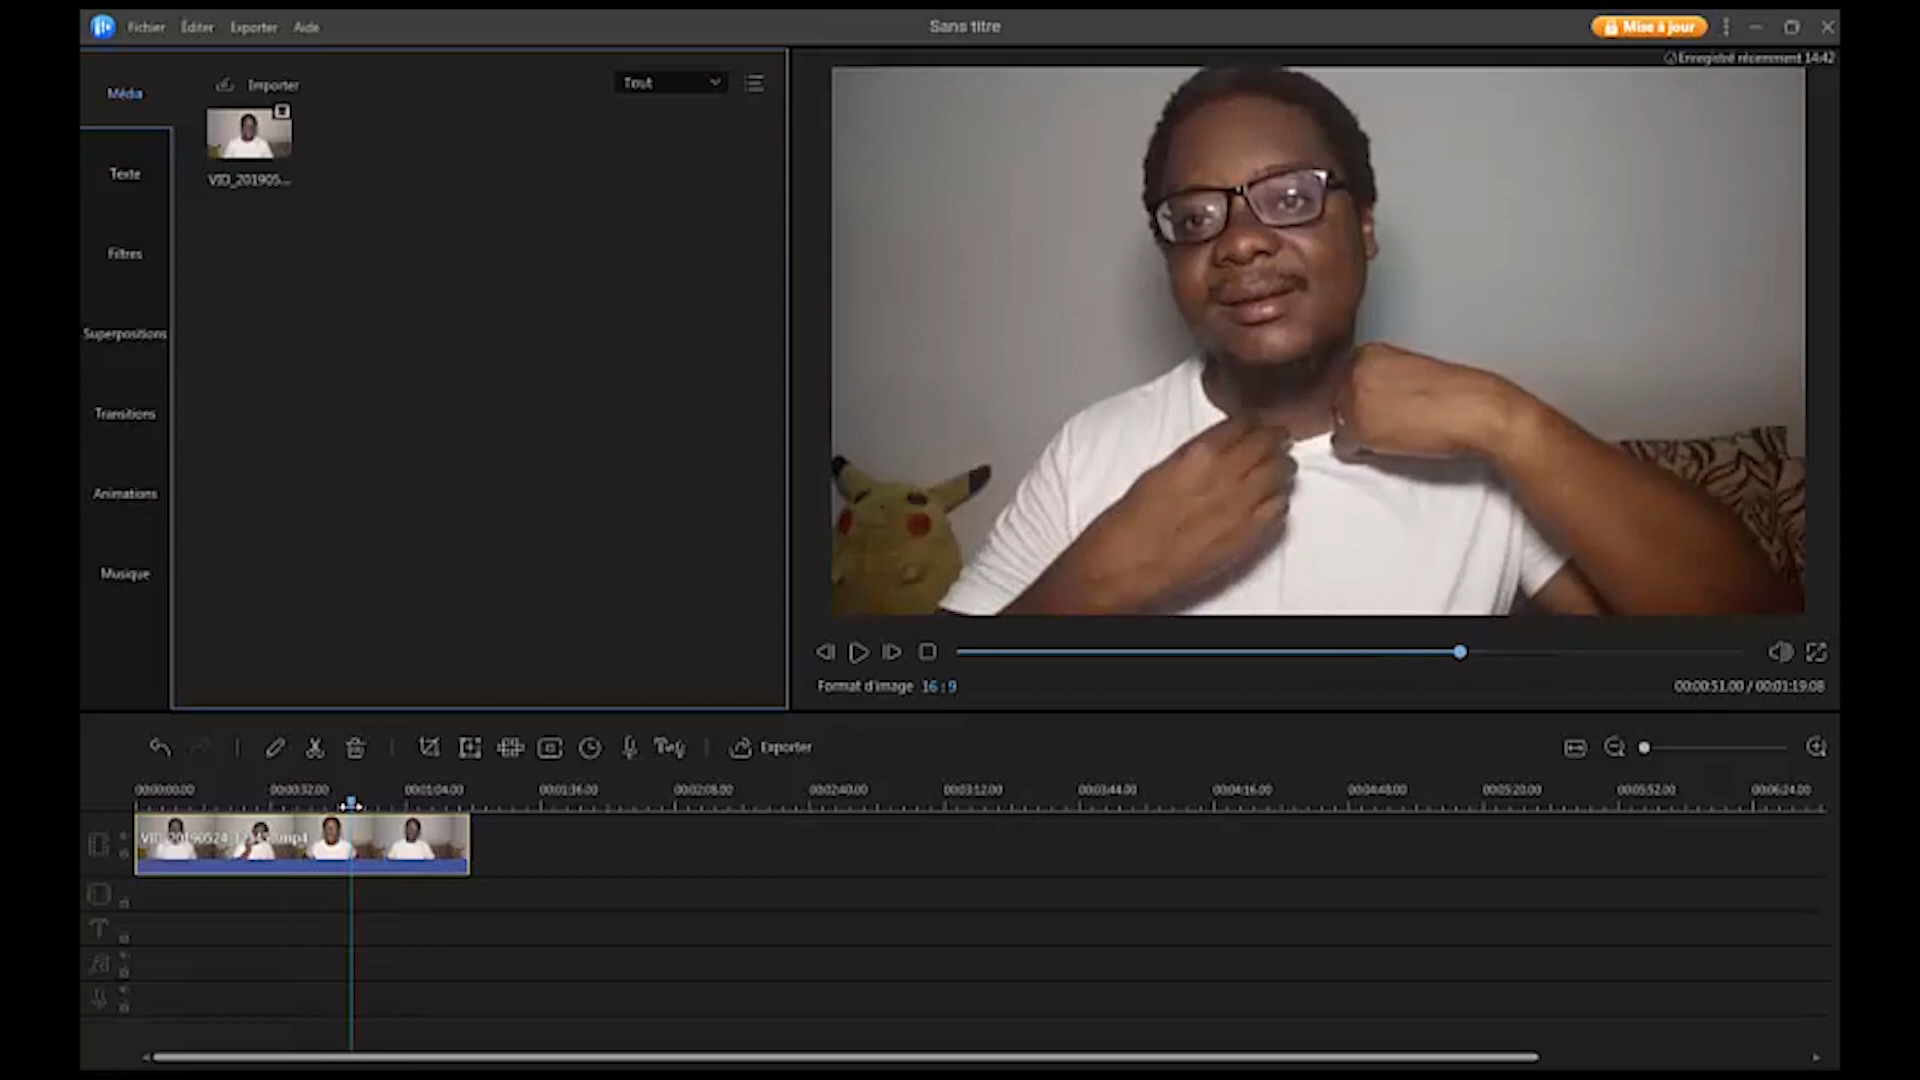 Fichier Éditer Exporter Aide
Sans titre
Mise à jour
Enregistré récemment 14:42
Média
Importer
Tout
VID_201905...
Texte
Filtres
Superpositions
Transitions
Animations
Musique
Format d'image 16 : 9
00:00:51.00 / 00:01:19.08
Exporter
00:00:00.00 00:00:32.00 00:01:04.00 00:01:36.00 00:02:08.00 00:02:40.00 00:03:12.00 00:03:44.00 00:04:16.00 00:04:48.00 00:05:20.00 00:05:52.00 00:06:24.00